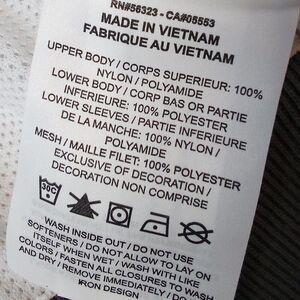 RN#56323 - CA#05553
MADE IN VIETNAM
FABRIQUE AU VIETNAM
UPPER BODY / CORPS SUPERIEUR: 100%
NYLON / POLYAMIDE
LOWER BODY / CORP BAS OR PARTIE
INFERIEURE: 100% POLYESTER
LOWER SLEEVES / PARTIE INFERIEURE
DE LA MANCHE: 100% NYLON /
POLYAMIDE
MESH / MAILLE FILET: 100% POLYESTER
EXCLUSIVE OF DECORATION /
DECORATION NON COMPRISE
30C
WASH INSIDE OUT / DO NOT USE
SOFTENERS / DO NOT ALLOW TO LAY ON
ITSELF WHEN WET / WASH WITH LIKE
COLORS / FASTEN ALL CLOSURES TO WASH
AND DRY / REMOVE IMMEDIATELY / DO
IRON DESIGN